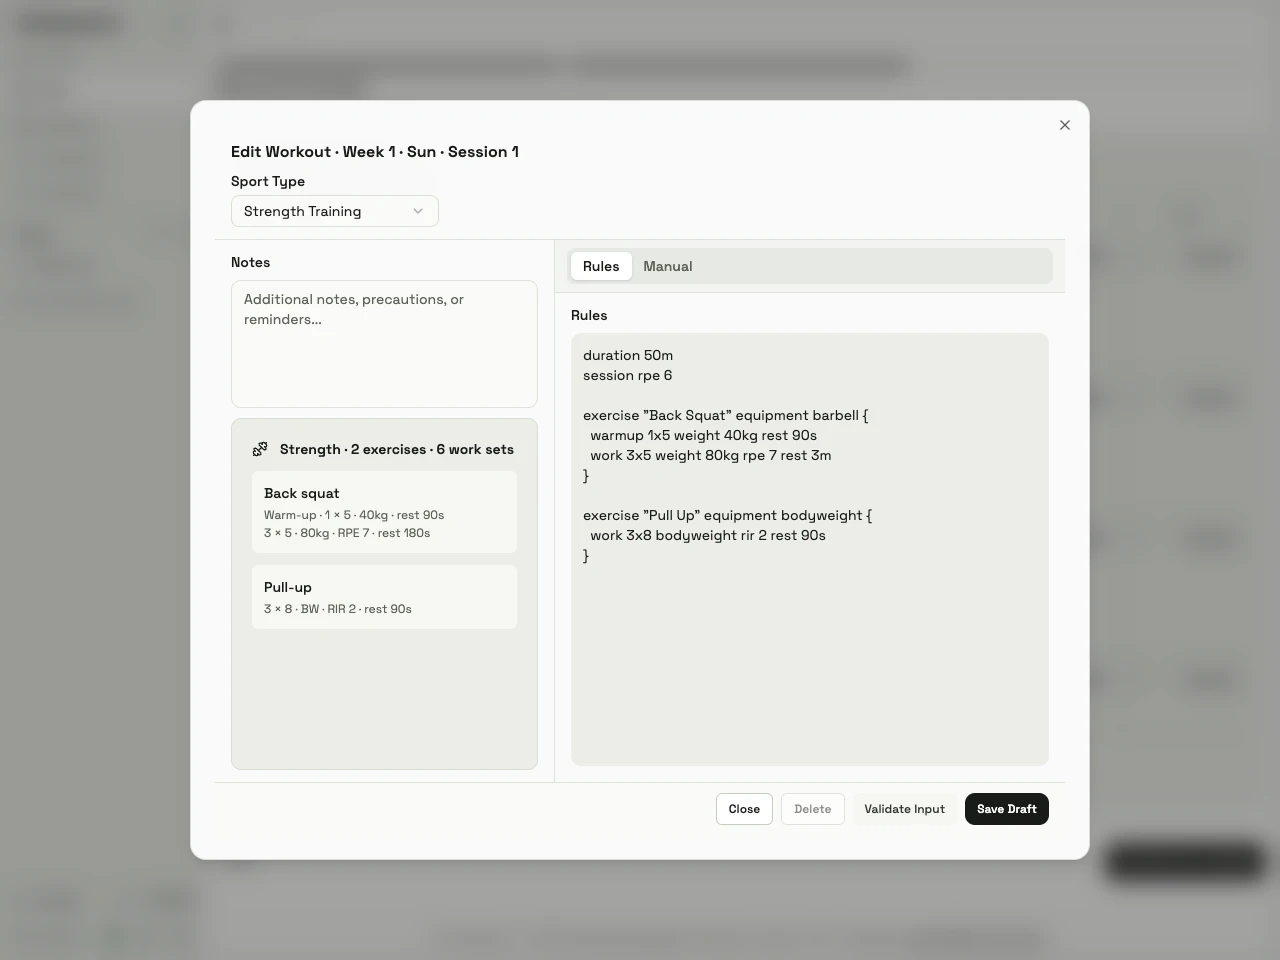 Edit Workout · Week 1 · Sun · Session 1
Sport Type
Strength Training
Notes
Additional notes, precautions, or
reminders...
Strength · 2 exercises · 6 work sets
Back squat
Warm-up · 1 × 5 · 40kg · rest 90s
3 × 5 · 80kg · RPE 7 · rest 180s
Pull-up
3 × 8 · BW · RIR 2 · rest 90s
Rules Manual
Rules
duration 50m
session rpe 6
exercise "Back Squat" equipment barbell {
warmup 1x5 weight 40kg rest 90s
work 3x5 weight 80kg rpe 7 rest 3m
}
exercise "Pull Up" equipment bodyweight {
work 3x8 bodyweight rir 2 rest 90s
}
Close Delete Validate Input Save Draft